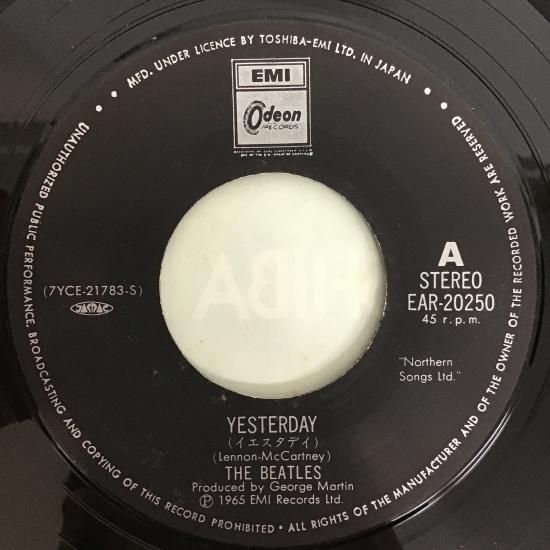 MFD. UNDER LICENCE BY TOSHIBA-EMI LTD. IN JAPAN
EMI
Odeon
RECORDS
UNAUTHORIZED PUBLIC PERFORMANCE, BROADCASTING AND COPYING OF THIS RECORD PROHIBITED • ALL RIGHTS OF THE MANUFACTURER AND OF THE OWNER OF THE RECORDED WORK ARE RESERVED
(7YCE-21783-S)
JASRAC
A
STEREO
EAR-20250
45 r.p.m.
"Northern
Songs Ltd."
YESTERDAY
(イエスタデイ)
(Lennon-McCartney)
THE BEATLES
Produced by George Martin
Ⓟ 1965 EMI Records Ltd.